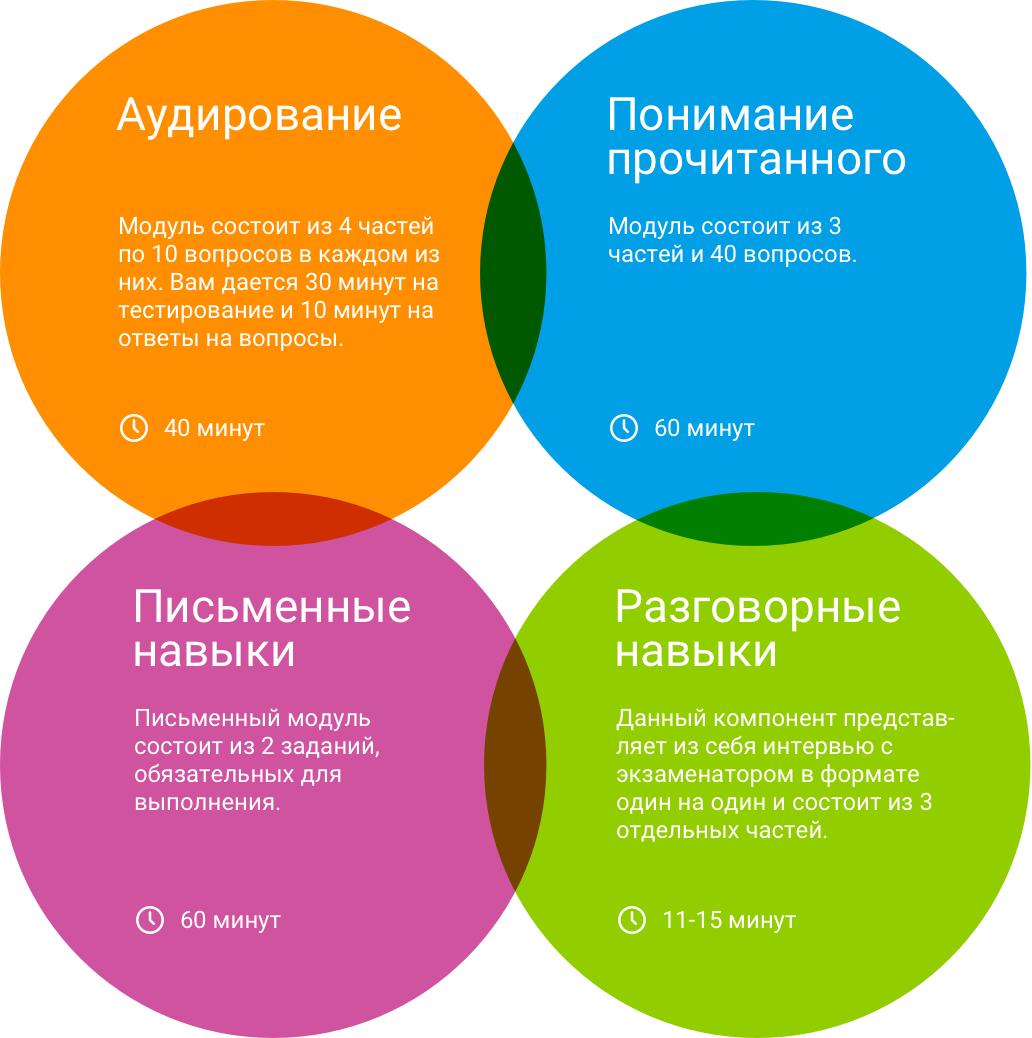 Аудирование
Модуль состоит из 4 частей
по 10 вопросов в каждом из
них. Вам дается 30 минут на
тестирование и 10 минут на
ответы на вопросы.
40 минут
Понимание
прочитанного
Модуль состоит из 3
частей и 40 вопросов.
60 минут
Письменные
навыки
Письменный модуль
состоит из 2 заданий,
обязательных для
выполнения.
60 минут
Разговорные
навыки
Данный компонент представ-
ляет из себя интервью с
экзаменатором в формате
один на один и состоит из 3
отдельных частей.
11-15 минут